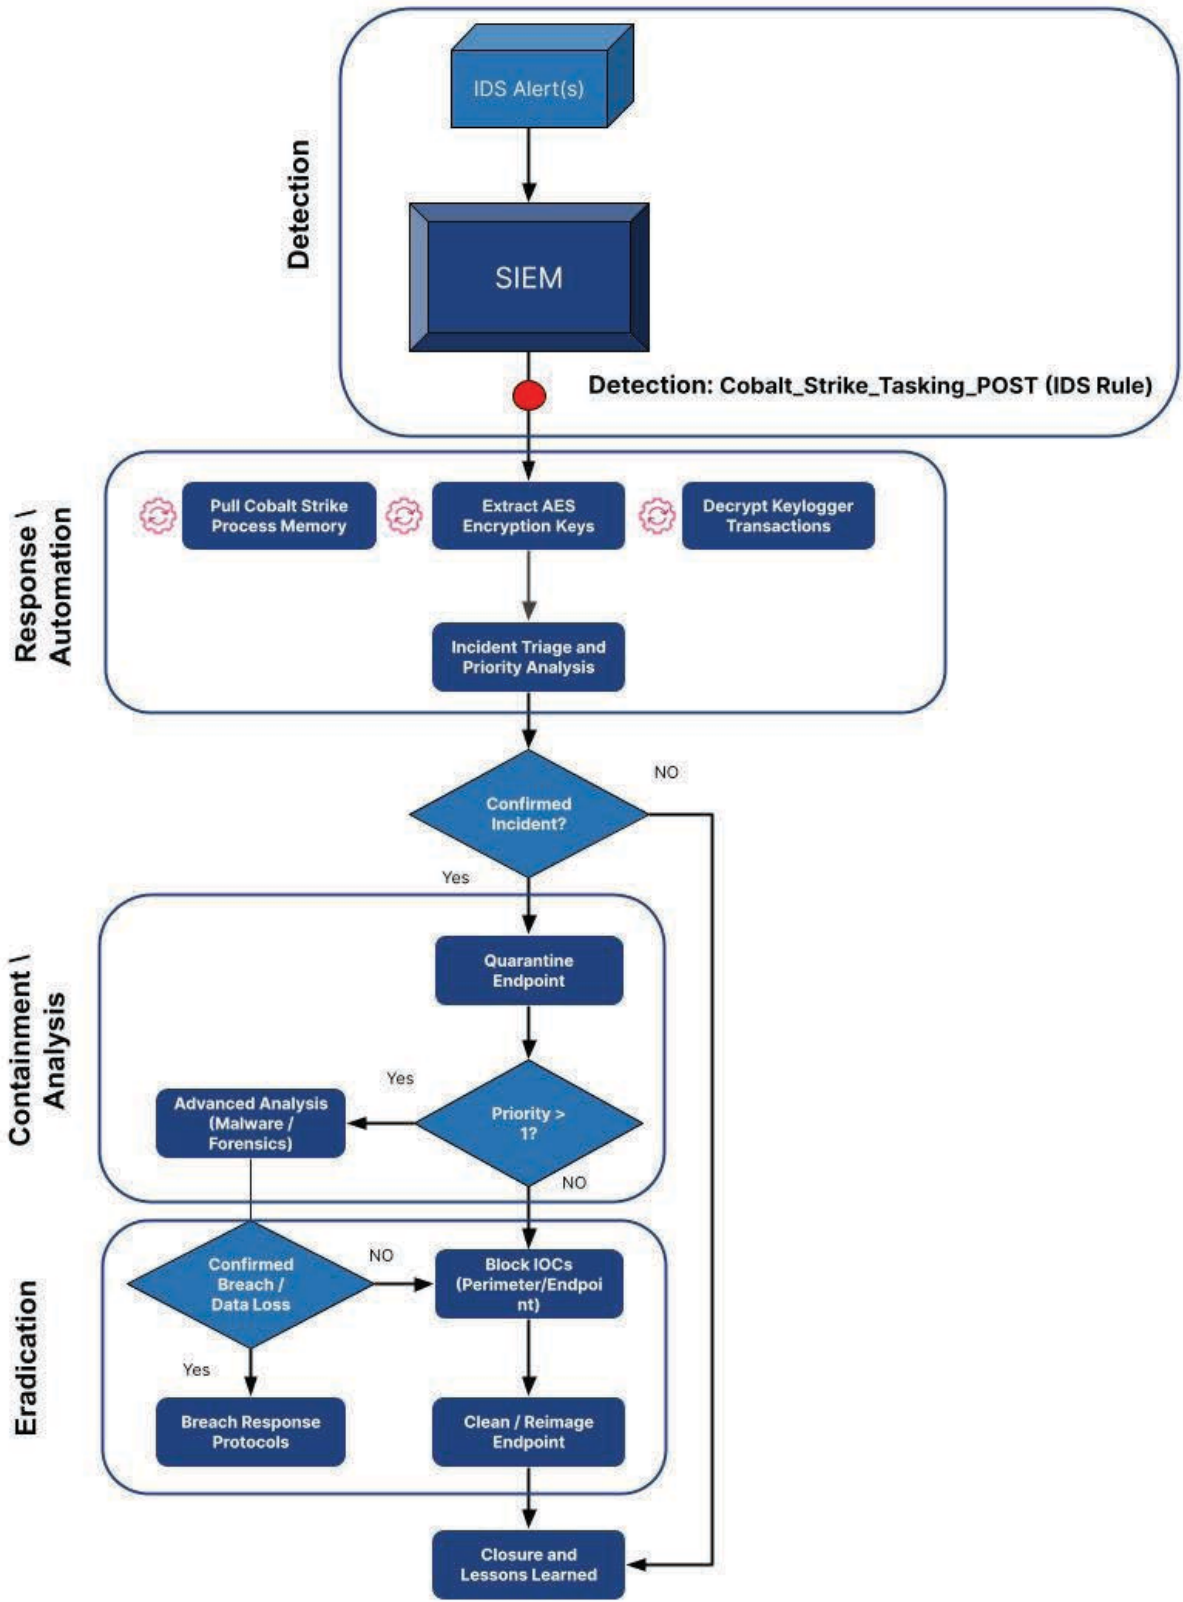 IDS Alert(s)
Detection
SIEM
Detection: Cobalt_Strike_Tasking_POST (IDS Rule)
Response \
Automation
Pull Cobalt Strike
Process Memory
Extract AES
Encryption Keys
Decrypt Keylogger
Transactions
Incident Triage and
Priority Analysis
Confirmed
Incident?
NO
Yes
Containment \
Analysis
Quarantine
Endpoint
Priority >
1?
Yes
NO
Advanced Analysis
(Malware /
Forensics)
Eradication
Confirmed
Breach /
Data Loss
NO
Yes
Block IOCs
(Perimeter/Endpoi
nt)
Breach Response
Protocols
Clean / Reimage
Endpoint
Closure and
Lessons Learned